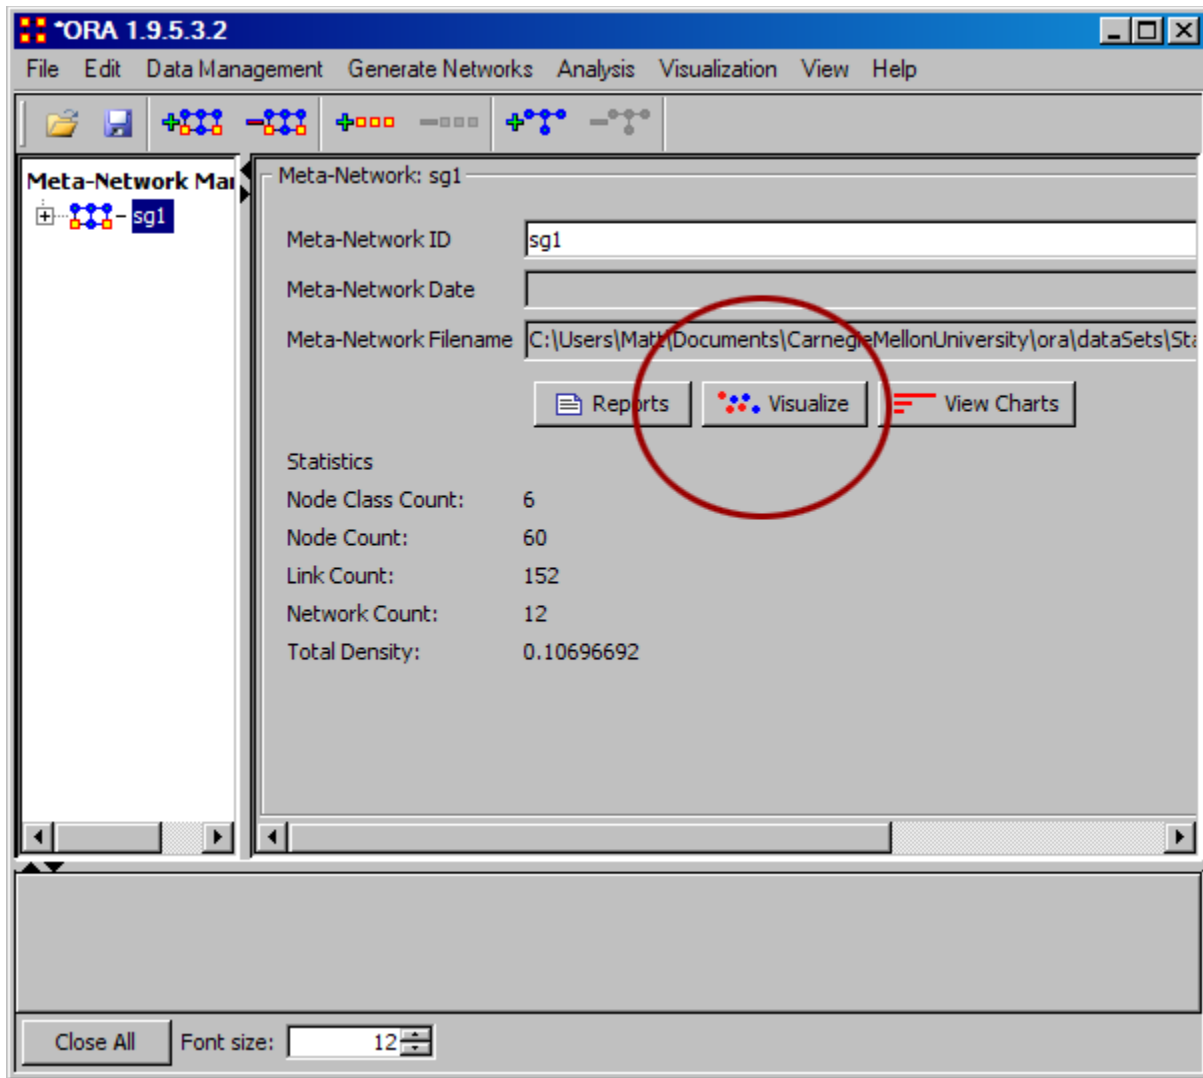 *ORA 1.9.5.3.2
File Edit Data Management Generate Networks Analysis Visualization View Help
Meta-Network Mar
sg1
Meta-Network: sg1
Meta-Network ID sg1
Meta-Network Date
Meta-Network Filename C:\Users\Matt\Documents\CarnegieMellonUniversity\ora\dataSets\Sta
Reports Visualize View Charts
Statistics
Node Class Count: 6
Node Count: 60
Link Count: 152
Network Count: 12
Total Density: 0.10696692
Close All Font size: 12